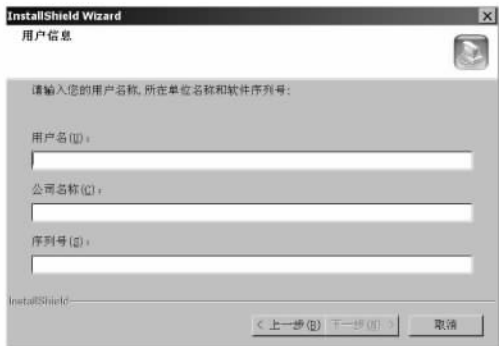 InstallShield Wizard
用户信息
请输入您的用户名称,所在单位名称和软件序列号:
用户名(U):
公司名称(C):
序列号(S):
InstallShield
< 上一步(B) 下一步(N) > 取消